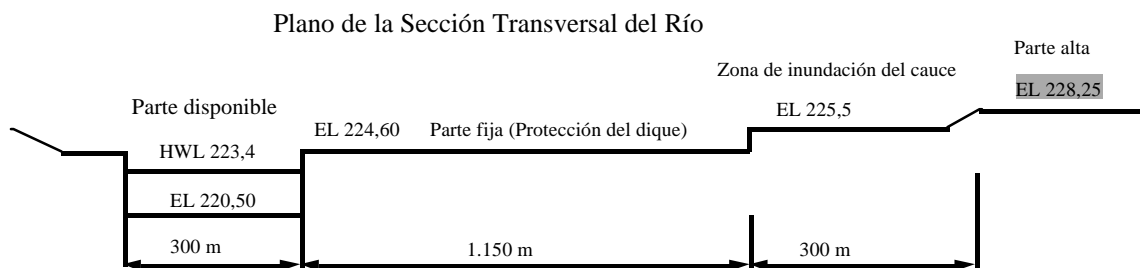 Plano de la Sección Transversal del Río
Parte alta
Zona de inundación del cauce
EL 228,25
Parte disponible
EL 225,5
EL 224,60
Parte fija (Protección del dique)
HWL 223,4
EL 220,50
300 m
1.150 m
300 m